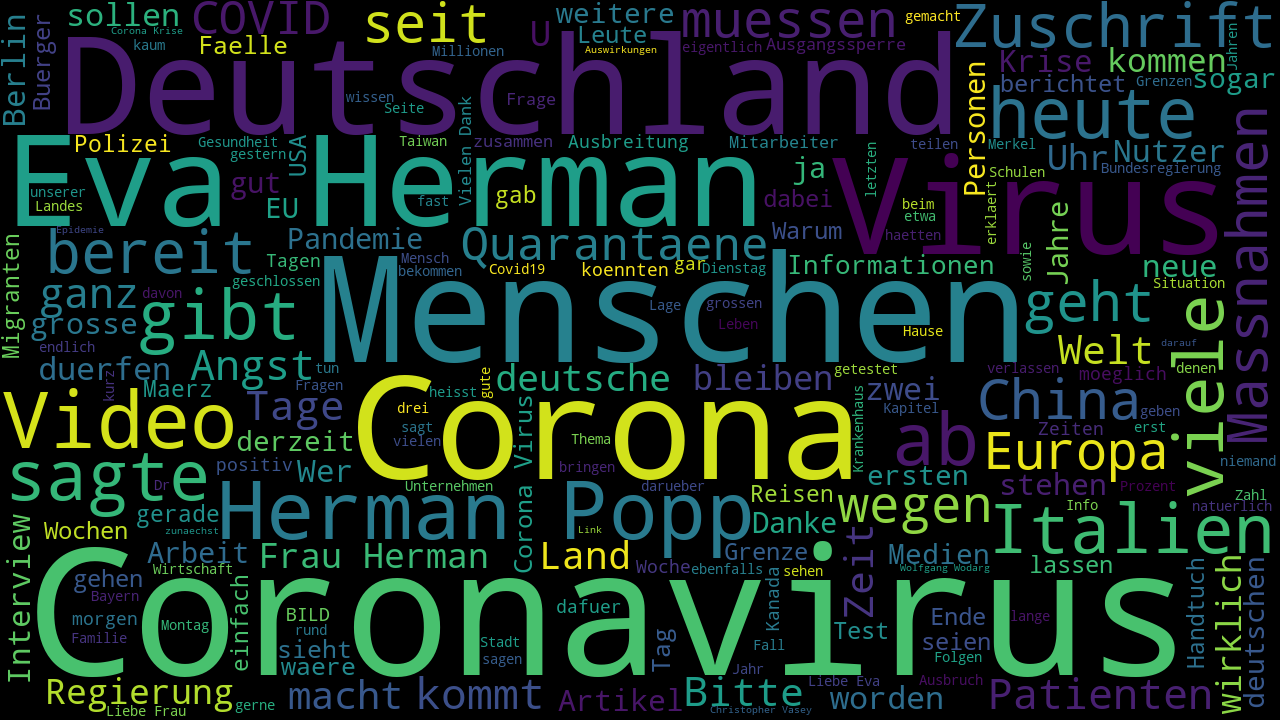 sollen
Corona Krise
COVID
seit
U
weitere
Leute
muessen
gemacht
Zuschrift
Berlin
Buerger
kaum
Faelle
Millionen
Auswirkungen
eigentlich
Ausgangssperre
Krise
kommen
Jahren
Deutschland
wissen
Seite
Frage
Personen
berichtet
Grenzen
sogar
heute
Polizei
Gesundheit
gestern
USA
Vielen Dank
Taiwan
zusammen
Ausbreitung
Mitarbeiter
teilen
Merkel
Uhr
Nutzer
Bundesregierung
Eva Herman
unserer
Landes
gut
EU
fast
gab
ja
dabei
letzten
Virus
Schulen
beim
etwa
haetten
erklaert
Massnahmen
Epidemie
bereit
Pandemie
Tagen
geschlossen
Quarantaene
Warum
Mensch
bekommen
Covid19
koennten
gar
Dienstag
Informationen
sowie
Jahre
neue
Situation
Migranten
ganz
davon
grosse
gibt
Menschen
Lage
grossen
Leben
Hause
geht
viele
endlich
duerfen
kurz
Angst
tun
Welt
darauf
Maerz
Fragen
heisst
gute
deutsche
bleiben
getestet
verlassen
moeglich
denen
Video
Tage
drei
sagt
vielen
Corona
zwei
Kapitel
China
geben
derzeit
Corona Virus
Thema
Krankenhaus
ab
Zeiten
erst
Europa
niemand
sagte
positiv
Dr
Wer
bringen
ersten
stehen
Prozent
Unternehmen
darueber
Herman Popp
Reisen
wegen
Info
Zahl
natuerlich
Interview
Wochen
gerade
zunaechst
Link
Danke
Italien
Arbeit
Frau Herman
Land
Grenze
Zeit
Medien
lassen
Wirtschaft
Woche
ebenfalls
sehen
Wolfgang Wodarg
gehen
Bayern
einfach
Coronavirus
morgen
BILD
dafuer
Kanada
Ende
lange
Handtuch
wirklich
deutschen
Familie
Montag
rund
sieht
Stadt
Tag
Fall
Test
seien
waere
sagen
Jahr
Folgen
Regierung
macht
kommt
Artikel
Bitte
Liebe Eva
worden
Ausbruch
Patienten
Liebe Frau
gerne
Christopher Vasey